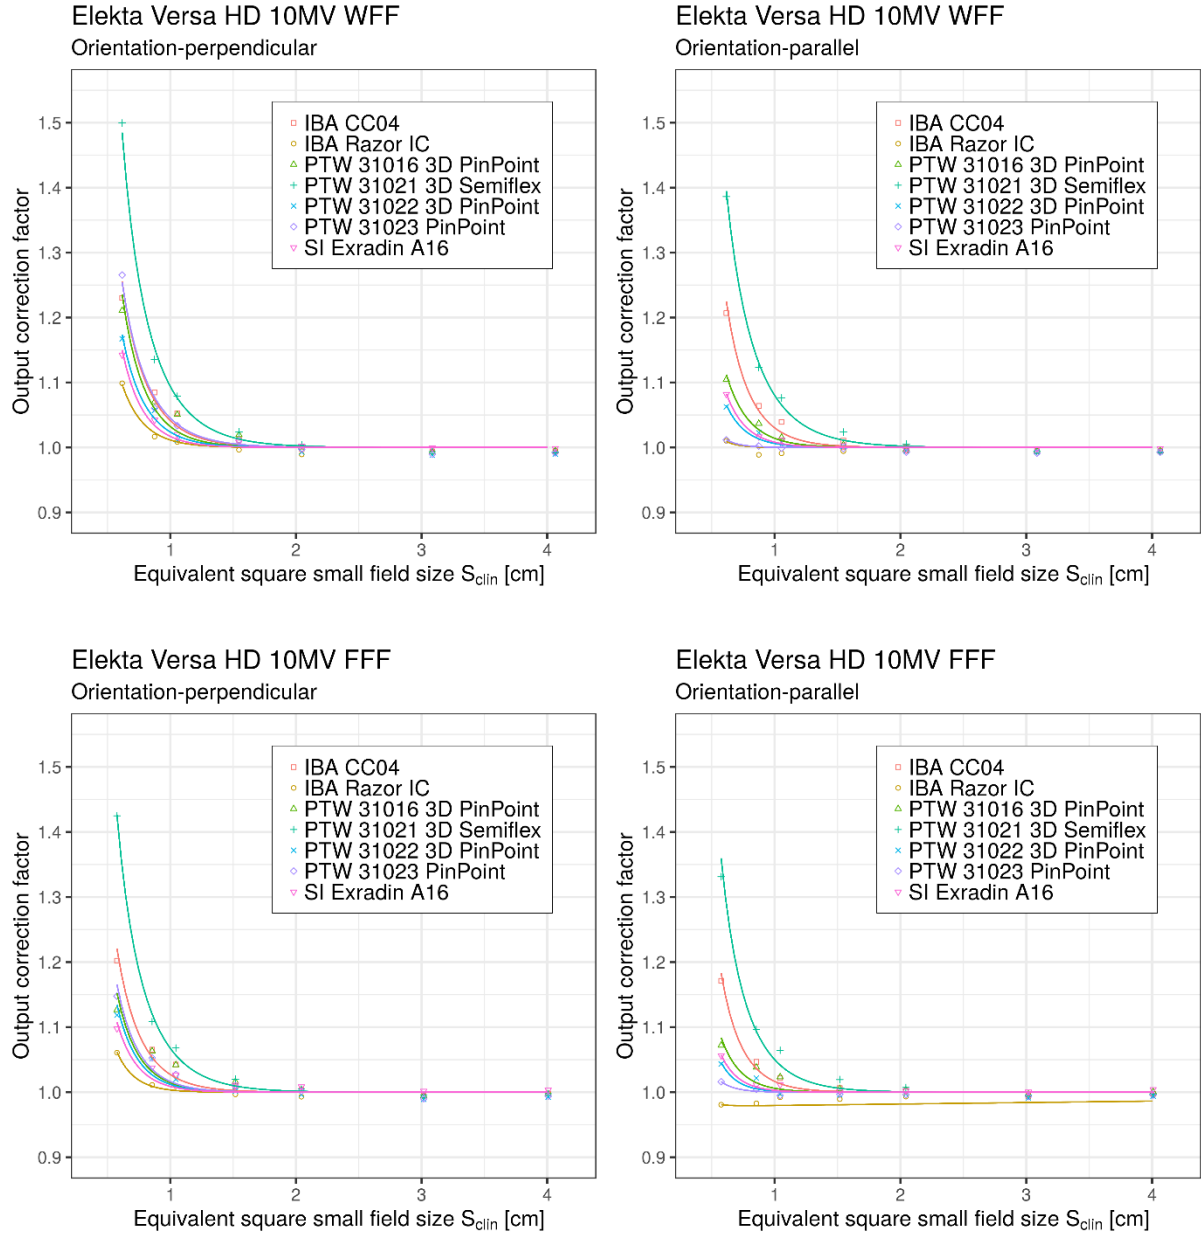 Elekta Versa HD 10MV WFF
Orientation-perpendicular
1.5
1.4
1.3
1.2
1.1
1.0
0.9
Output correction factor
IBA CC04
IBA Razor IC
PTW 31016 3D PinPoint
PTW 31021 3D Semiflex
PTW 31022 3D PinPoint
PTW 31023 PinPoint
SI Exradin A16
1 2 3 4
Equivalent square small field size Sclin [cm]
Elekta Versa HD 10MV WFF
Orientation-parallel
1.5
1.4
1.3
1.2
1.1
1.0
0.9
Output correction factor
IBA CC04
IBA Razor IC
PTW 31016 3D PinPoint
PTW 31021 3D Semiflex
PTW 31022 3D PinPoint
PTW 31023 PinPoint
SI Exradin A16
1 2 3 4
Equivalent square small field size Sclin [cm]
Elekta Versa HD 10MV FFF
Orientation-perpendicular
1.5
1.4
1.3
1.2
1.1
1.0
0.9
Output correction factor
IBA CC04
IBA Razor IC
PTW 31016 3D PinPoint
PTW 31021 3D Semiflex
PTW 31022 3D PinPoint
PTW 31023 PinPoint
SI Exradin A16
1 2 3 4
Equivalent square small field size Sclin [cm]
Elekta Versa HD 10MV FFF
Orientation-parallel
1.5
1.4
1.3
1.2
1.1
1.0
0.9
Output correction factor
IBA CC04
IBA Razor IC
PTW 31016 3D PinPoint
PTW 31021 3D Semiflex
PTW 31022 3D PinPoint
PTW 31023 PinPoint
SI Exradin A16
1 2 3 4
Equivalent square small field size Sclin [cm]